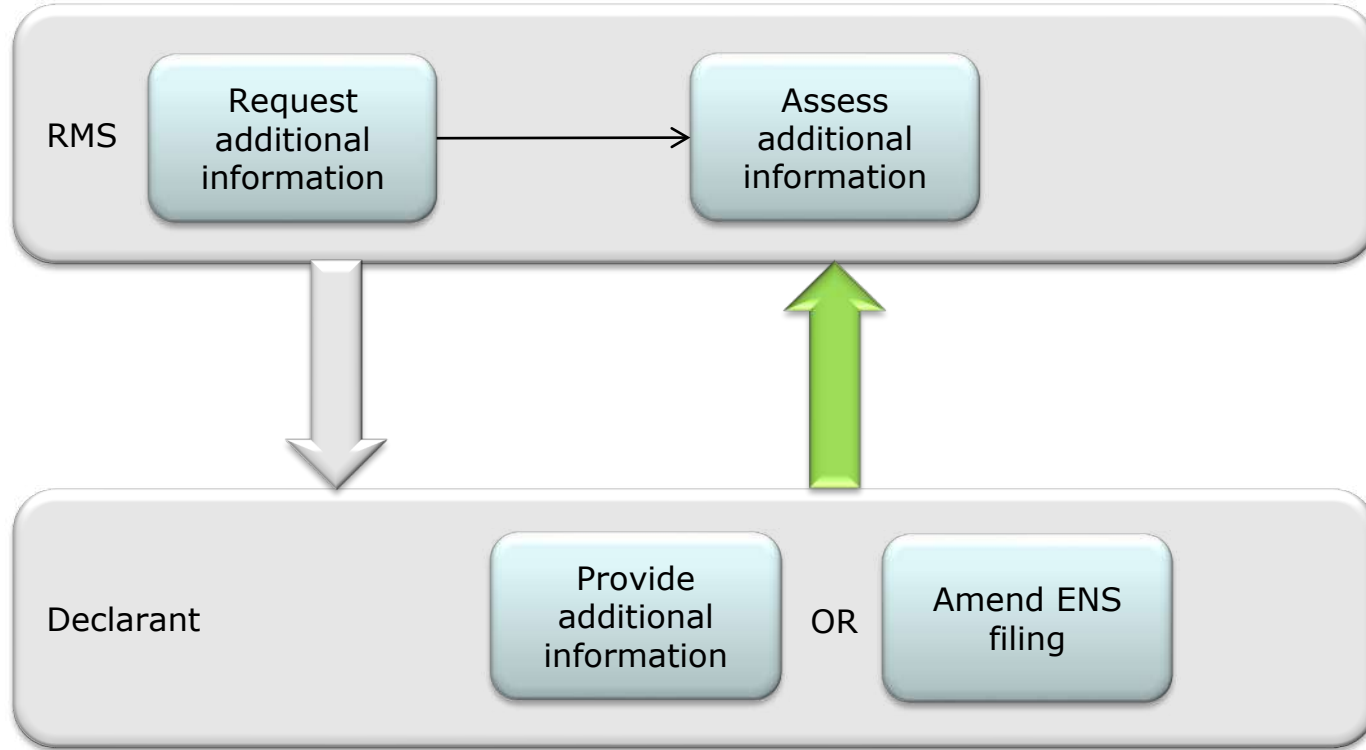 RMS
Request
additional
information
Assess
additional
information
Declarant
Provide
additional
information
OR
Amend ENS
filing